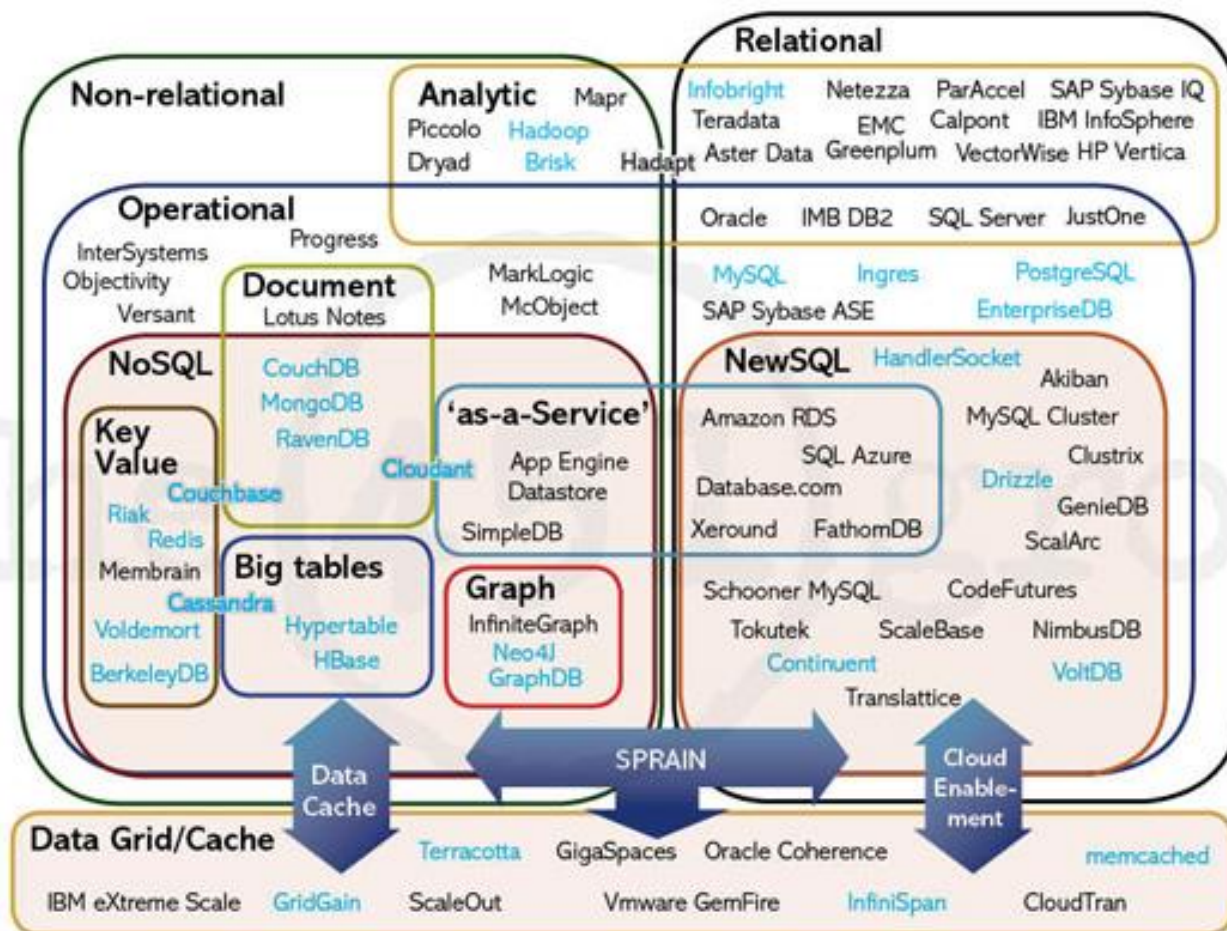 Relational
Non-relational
Analytic Mapr
Piccolo Hadoop
Dryad Brisk Hadapt
Infobright Netezza ParAccel SAP Sybase IQ
Teradata EMC Calpont IBM InfoSphere
Aster Data Greenplum VectorWise HP Vertica
Operational
Oracle IMB DB2 SQL Server JustOne
InterSystems Progress
Objectivity
Versant
Document
Lotus Notes
MarkLogic
McObject
MySQL Ingres PostgreSQL
SAP Sybase ASE EnterpriseDB
NoSQL
CouchDB
MongoDB
RavenDB
Cloudant
Key
Value
Couchbase
Riak
Redis
Membrain
Cassandra
Voldemort
BerkeleyDB
Big tables
Hypertable
HBase
'as-a-Service'
App Engine
Datastore
SimpleDB
Graph
InfiniteGraph
Neo4J
GraphDB
NewSQL HandlerSocket
Akiban
Amazon RDS MySQL Cluster
SQL Azure Clustrix
Database.com Drizzle
GenieDB
Xeround FathomDB ScalArc
Schooner MySQL CodeFutures
Tokutek ScaleBase NimbusDB
Continuent VoltDB
Translattice
Data
Cache
SPRAIN
Cloud
Enable-
ment
Data Grid/Cache
Terracotta GigaSpaces Oracle Coherence memcached
IBM eXtreme Scale GridGain ScaleOut Vmware GemFire InfiniSpan CloudTran